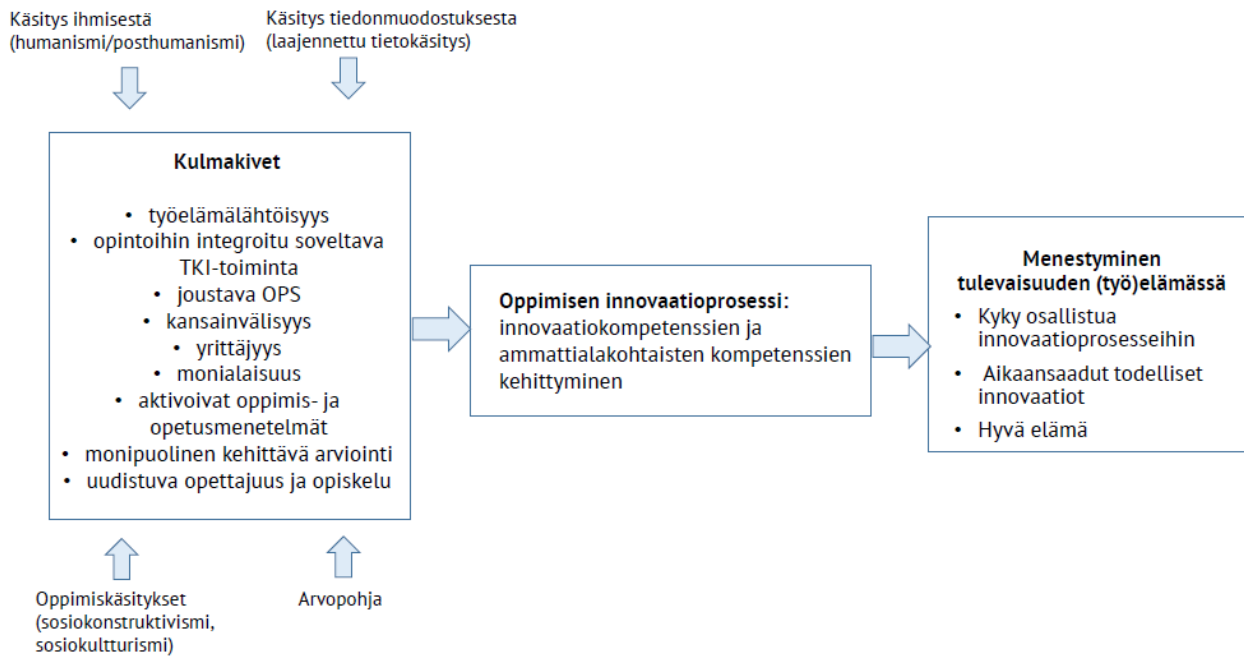 Käsitys ihmisestä
(humanismi/posthumanismi)
Käsitys tiedonmuodostuksesta
(laajennettu tietokäsitys)
Kulmakivet
• työelämälähtöisyys
• opintoihin integroitu soveltava
TKI-toiminta
• joustava OPS
• kansainvälisyys
• yrittäjyys
• monialaisuus
• aktivoivat oppimis- ja
opetusmenetelmät
• monipuolinen kehittävä arviointi
• uudistuva opettajuus ja opiskelu
Oppimiskäsitykset
(sosiokonstruktivismi,
sosiokultturismi)
Arvopohja
Oppimisen innovaatioprosessi:
innovaatiokompetenssien ja
ammattialakohtaisten kompetenssien
kehittyminen
Menestyminen
tulevaisuuden (työ)elämässä
• Kyky osallistua
innovaatioprosesseihin
• Aikaansaadut todelliset
innovaatiot
• Hyvä elämä